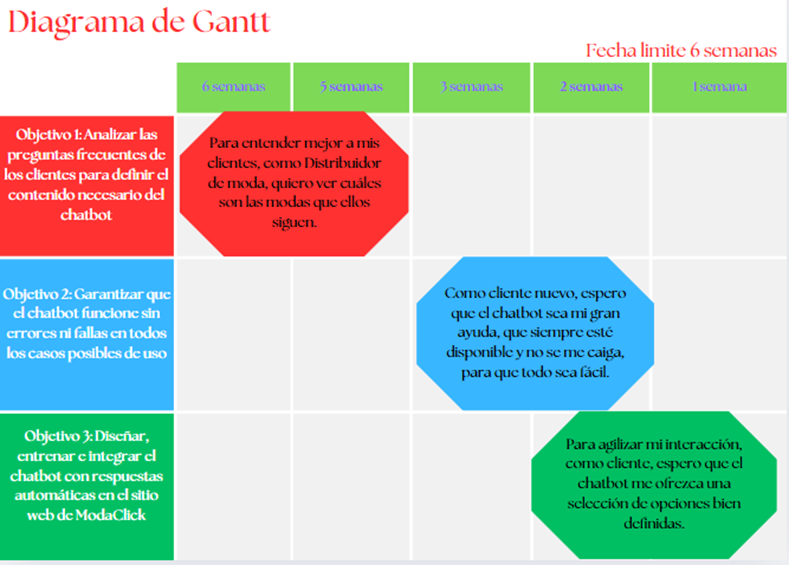 Diagrama de Gantt
Fecha limite 6 semanas
6 semanas
5 semanas
3 semanas
2 semanas
1 semana
Objetivo 1: Analizar las
preguntas frecuentes de
los clientes para definir el
contenido necesario del
chatbot
Para entender mejor a mis
clientes, como Distribuidor
de moda, quiero ver cuáles
son las modas que ellos
siguen.
Objetivo 2: Garantizar que
el chatbot funcione sin
errores ni fallas en todos
los casos posibles de uso
Como cliente nuevo, espero
que el chatbot sea mi gran
ayuda, que siempre esté
disponible y no se me caiga,
para que todo sea fácil.
Objetivo 3: Diseñar,
entrenar e integrar el
chatbot con respuestas
automáticas en el sitio
web de ModaClick
Para agilizar mi interacción,
como cliente, espero que el
chatbot me ofrezca una
selección de opciones bien
definidas.